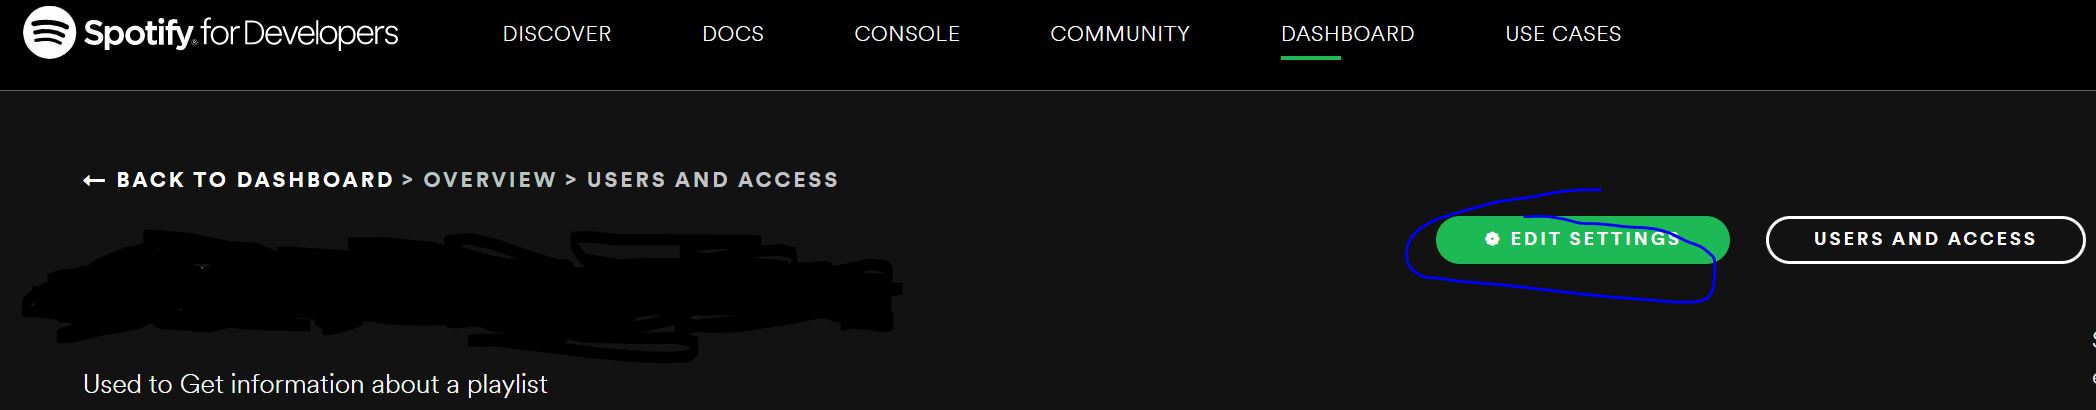 Spotify for Developers DISCOVER DOCS CONSOLE COMMUNITY DASHBOARD USE CASES
← BACK TO DASHBOARD > OVERVIEW > USERS AND ACCESS
EDIT SETTINGS USERS AND ACCESS
Used to Get information about a playlist